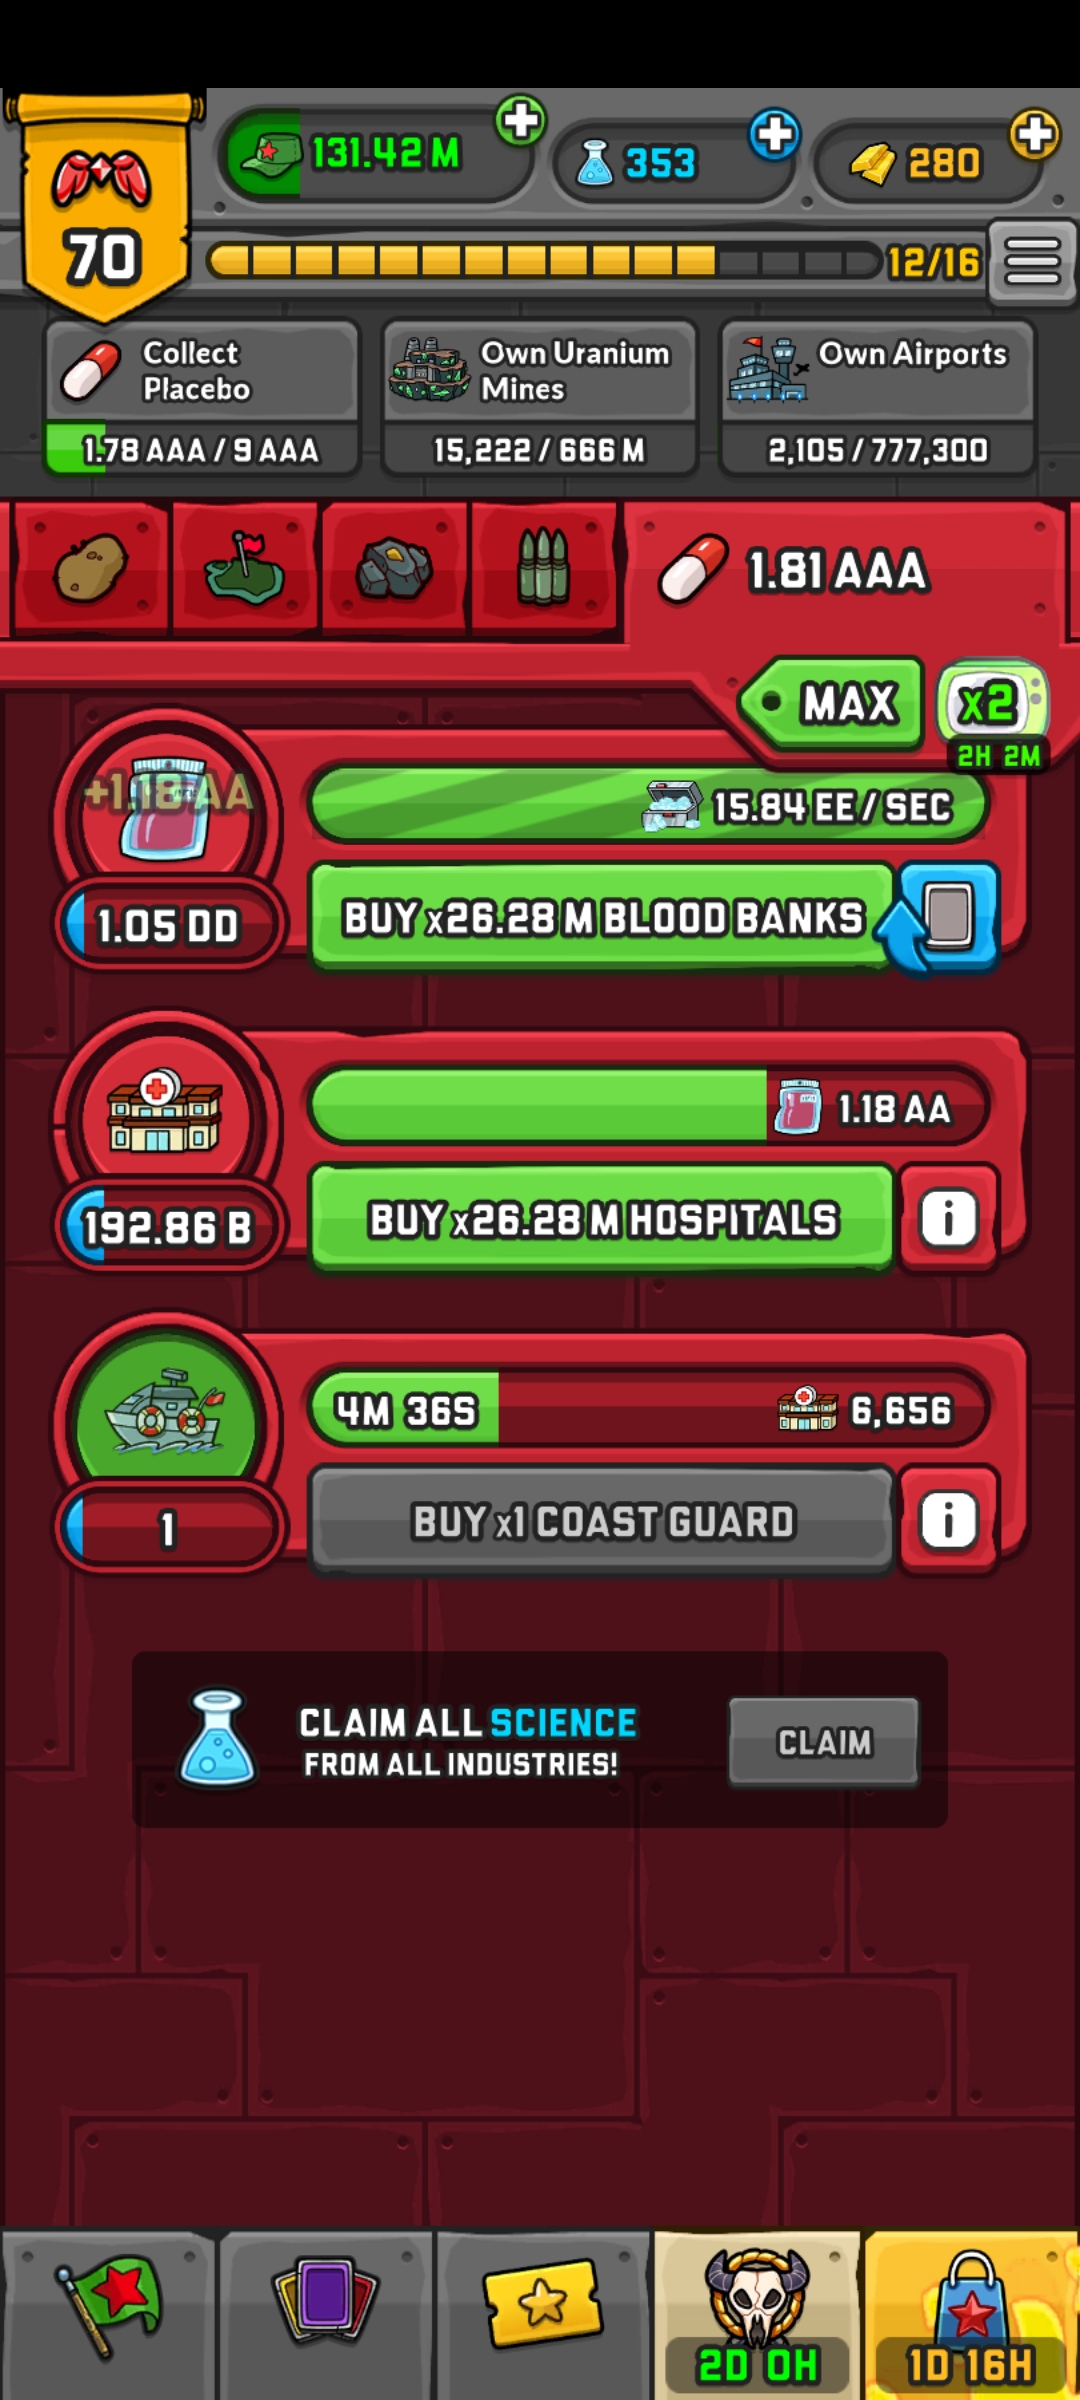 131.42 M
353
280
70
12/16
Collect
Placebo
Own Uranium
Mines
Own Airports
1.78 AAA / 9 AAA
15,222 / 666 M
2,105 / 777,300
1.81 AAA
MAX
x2
2H 2M
+1.18 AA
15.84 EE / SEC
1.05 DD
BUY x26.28 M BLOOD BANKS
1.18 AA
192.86 B
BUY x26.28 M HOSPITALS
i
4M 36S
6,656
1
BUY x1 COAST GUARD
i
CLAIM ALL SCIENCE
FROM ALL INDUSTRIES!
CLAIM
2D 0H
1D 16H